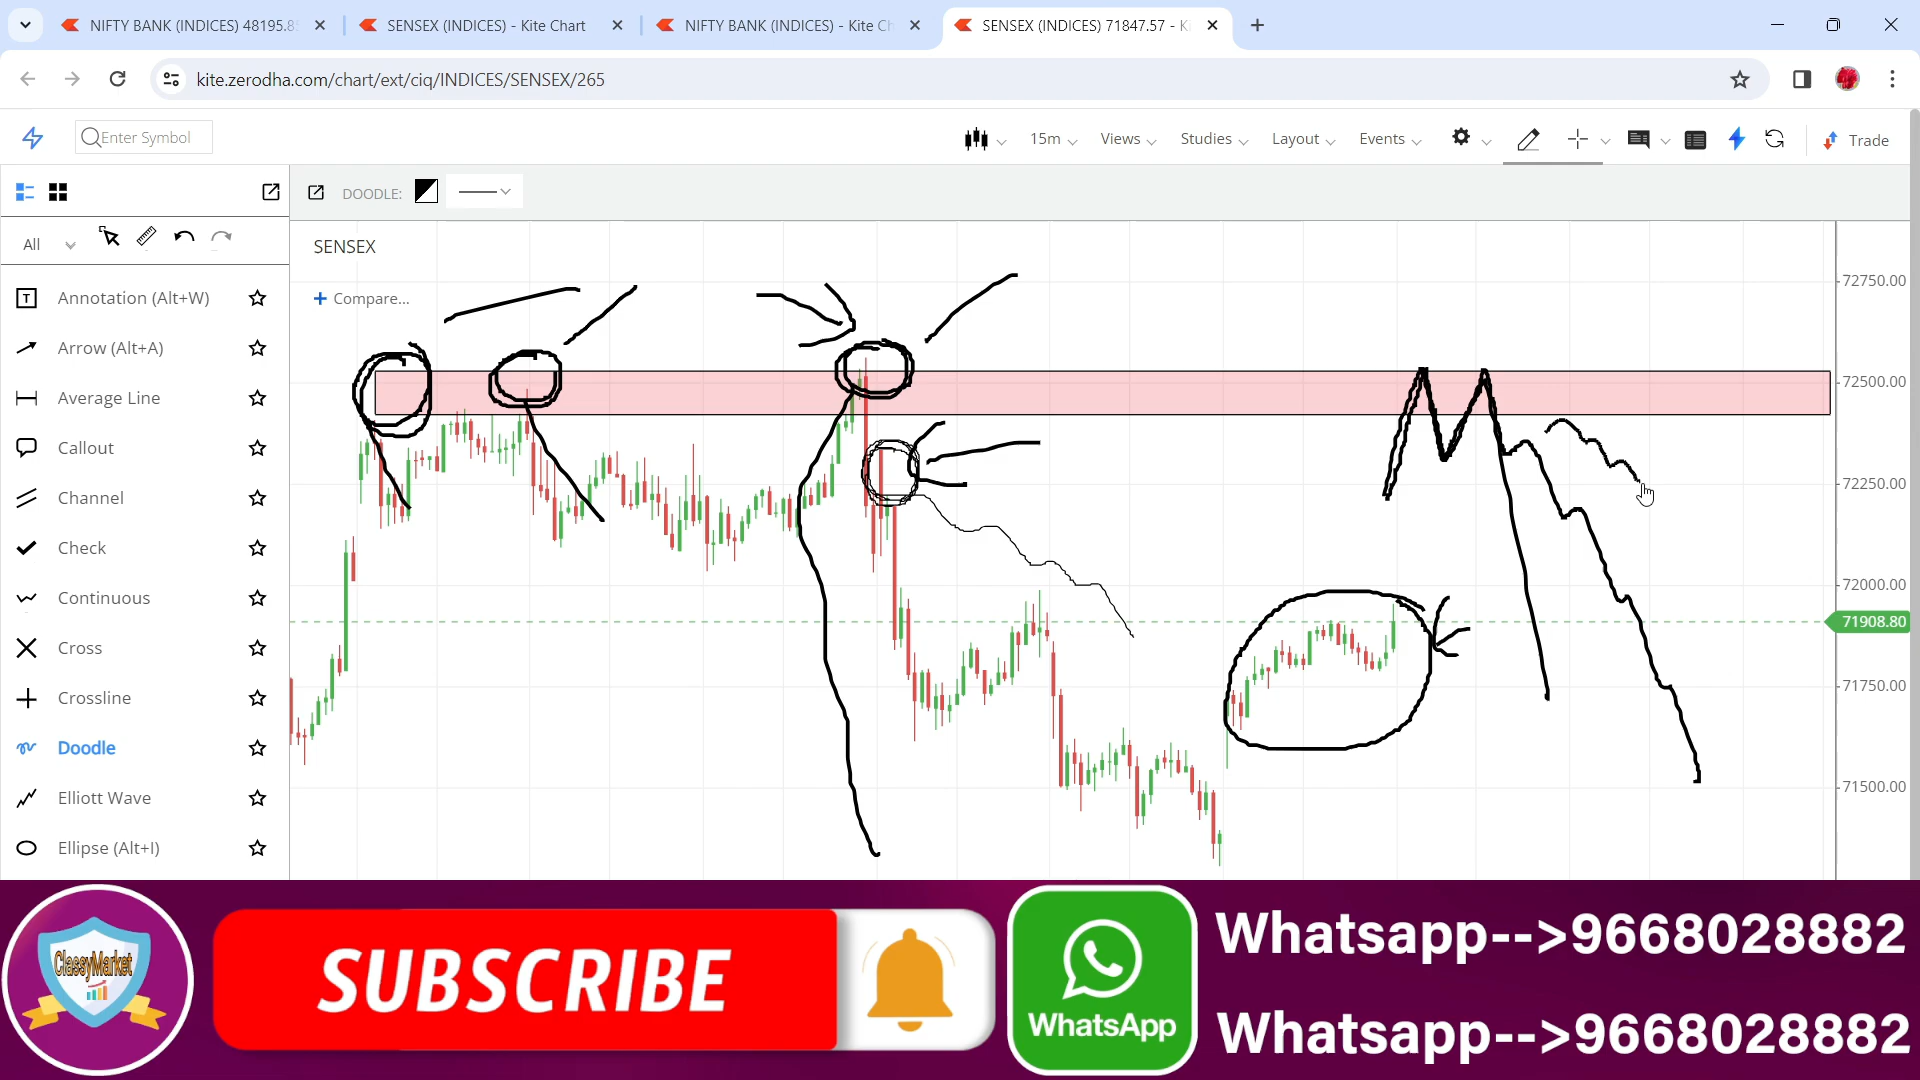 NIFTY BANK (INDICES) 48195.8
SENSEX (INDICES) - Kite Chart
NIFTY BANK (INDICES) - Kite Ch
SENSEX (INDICES) 71847.57 - K
kite.zerodha.com/chart/ext/ciq/INDICES/SENSEX/265
Enter Symbol
15m
Views
Studies
Layout
Events
Trade
DOODLE:
All
SENSEX
+ Compare...
Annotation (Alt+W)
Arrow (Alt+A)
Average Line
Callout
Channel
Check
Continuous
Cross
Crossline
Doodle
Elliott Wave
Ellipse (Alt+I)
72750.00
72500.00
72250.00
72000.00
71908.80
71750.00
71500.00
ClassyMarket
SUBSCRIBE
WhatsApp
Whatsapp-->9668028882
Whatsapp-->9668028882